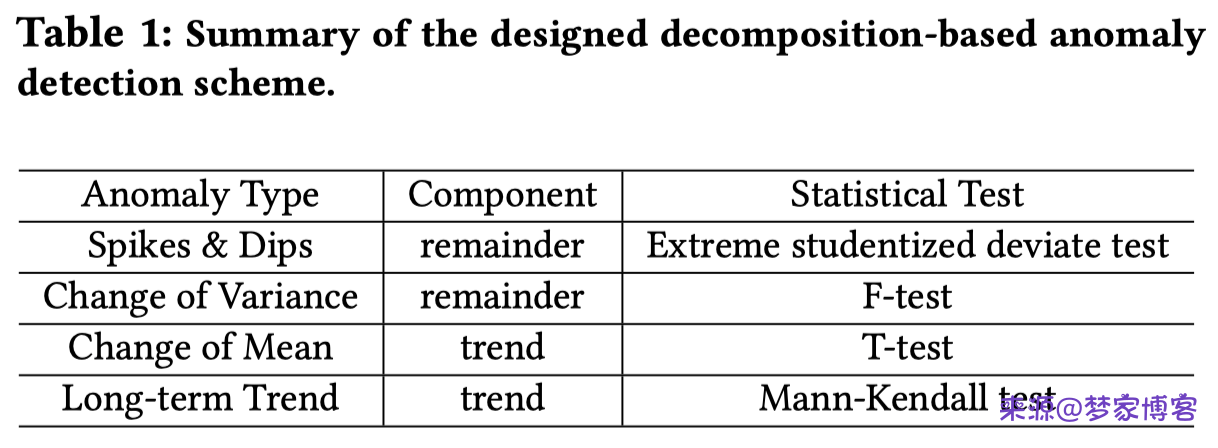 Table 1: Summary of the designed decomposition-based anomaly
detection scheme.
Anomaly Type Component Statistical Test
Spikes & Dips remainder Extreme studentized deviate test
Change of Variance remainder F-test
Change of Mean trend T-test
Long-term Trend trend Mann-Kendall test
来源@梦家博客